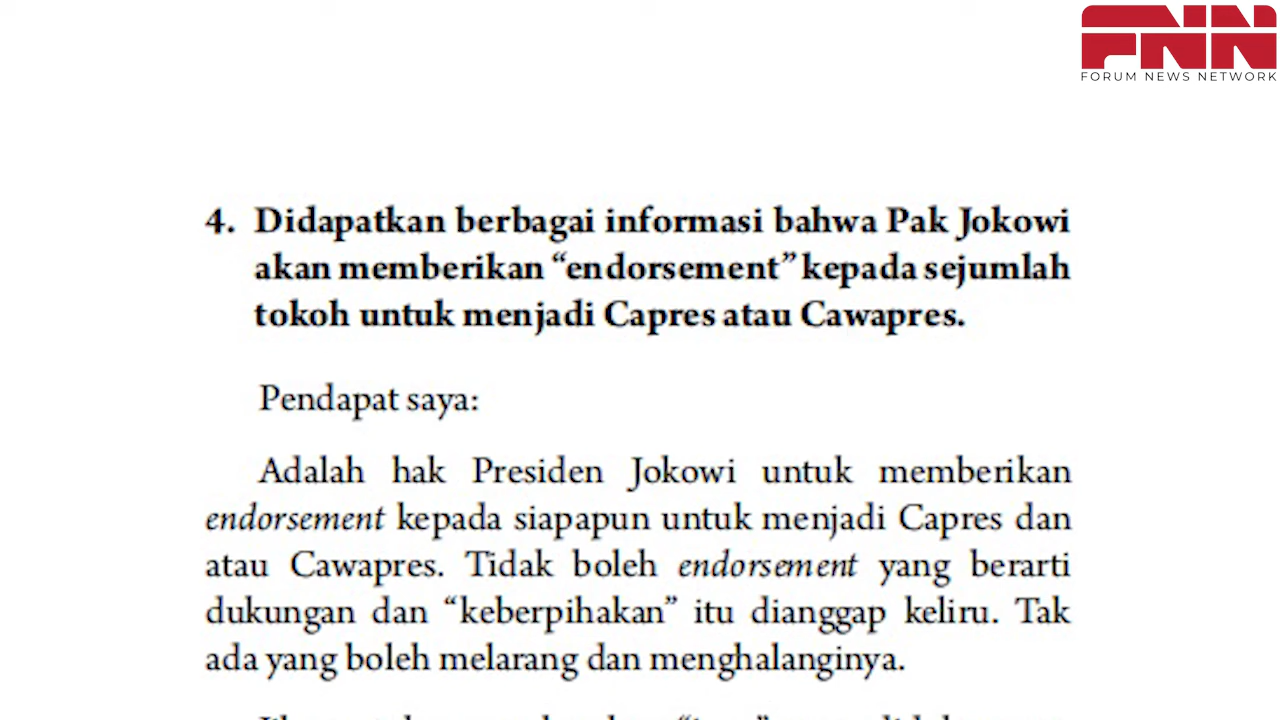 FNN
FORUM NEWS NETWORK
4. Didapatkan berbagai informasi bahwa Pak Jokowi
akan memberikan “endorsement” kepada sejumlah
tokoh untuk menjadi Capres atau Cawapres.
Pendapat saya:
Adalah hak Presiden Jokowi untuk memberikan
endorsement kepada siapapun untuk menjadi Capres dan
atau Cawapres. Tidak boleh endorsement yang berarti
dukungan dan “keberpihakan” itu dianggap keliru. Tak
ada yang boleh melarang dan menghalanginya.